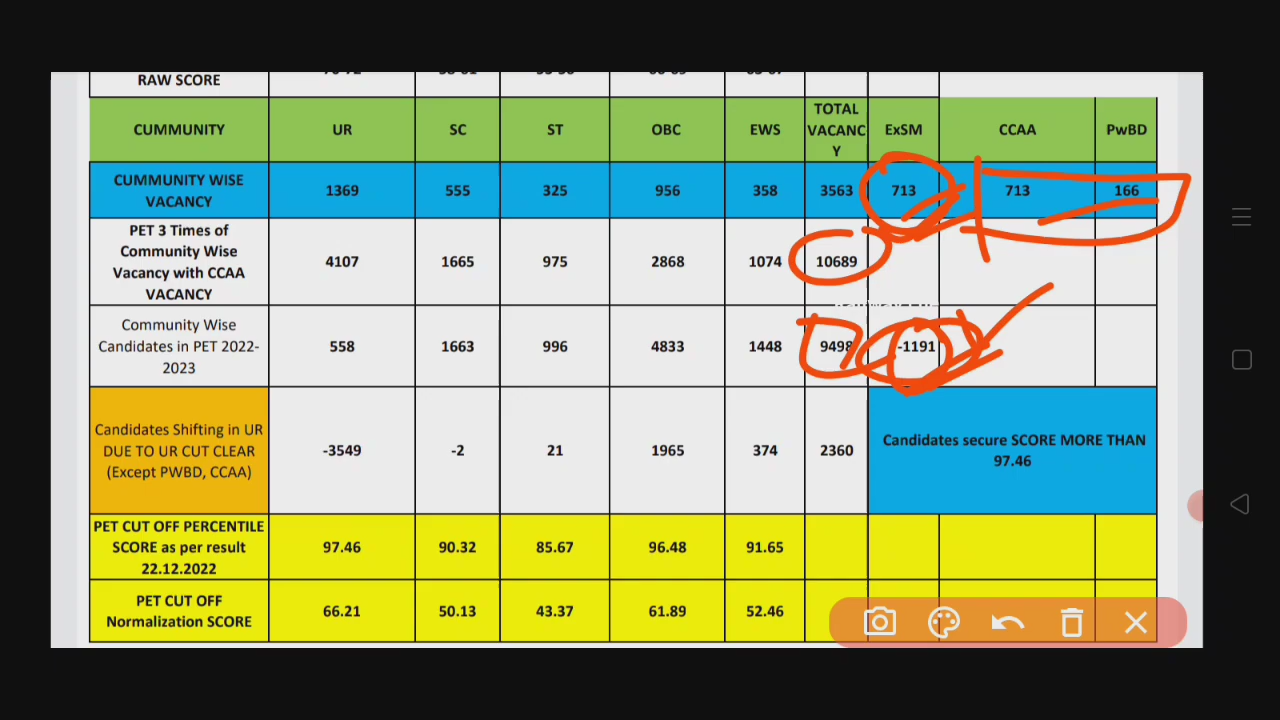 RAW SCORE
CUMMUNITY UR SC ST OBC EWS TOTAL VACANC Y ExSM CCAA PwBD
CUMMUNITY WISE VACANCY 1369 555 325 956 358 3563 713 713 166
PET 3 Times of Community Wise Vacancy with CCAA VACANCY 4107 1665 975 2868 1074 10689
Community Wise Candidates in PET 2022-2023 558 1663 996 4833 1448 9498 -1191
Candidates Shifting in UR DUE TO UR CUT CLEAR (Except PWBD, CCAA) -3549 -2 21 1965 374 2360 Candidates secure SCORE MORE THAN 97.46
PET CUT OFF PERCENTILE SCORE as per result 22.12.2022 97.46 90.32 85.67 96.48 91.65
PET CUT OFF Normalization SCORE 66.21 50.13 43.37 61.89 52.46